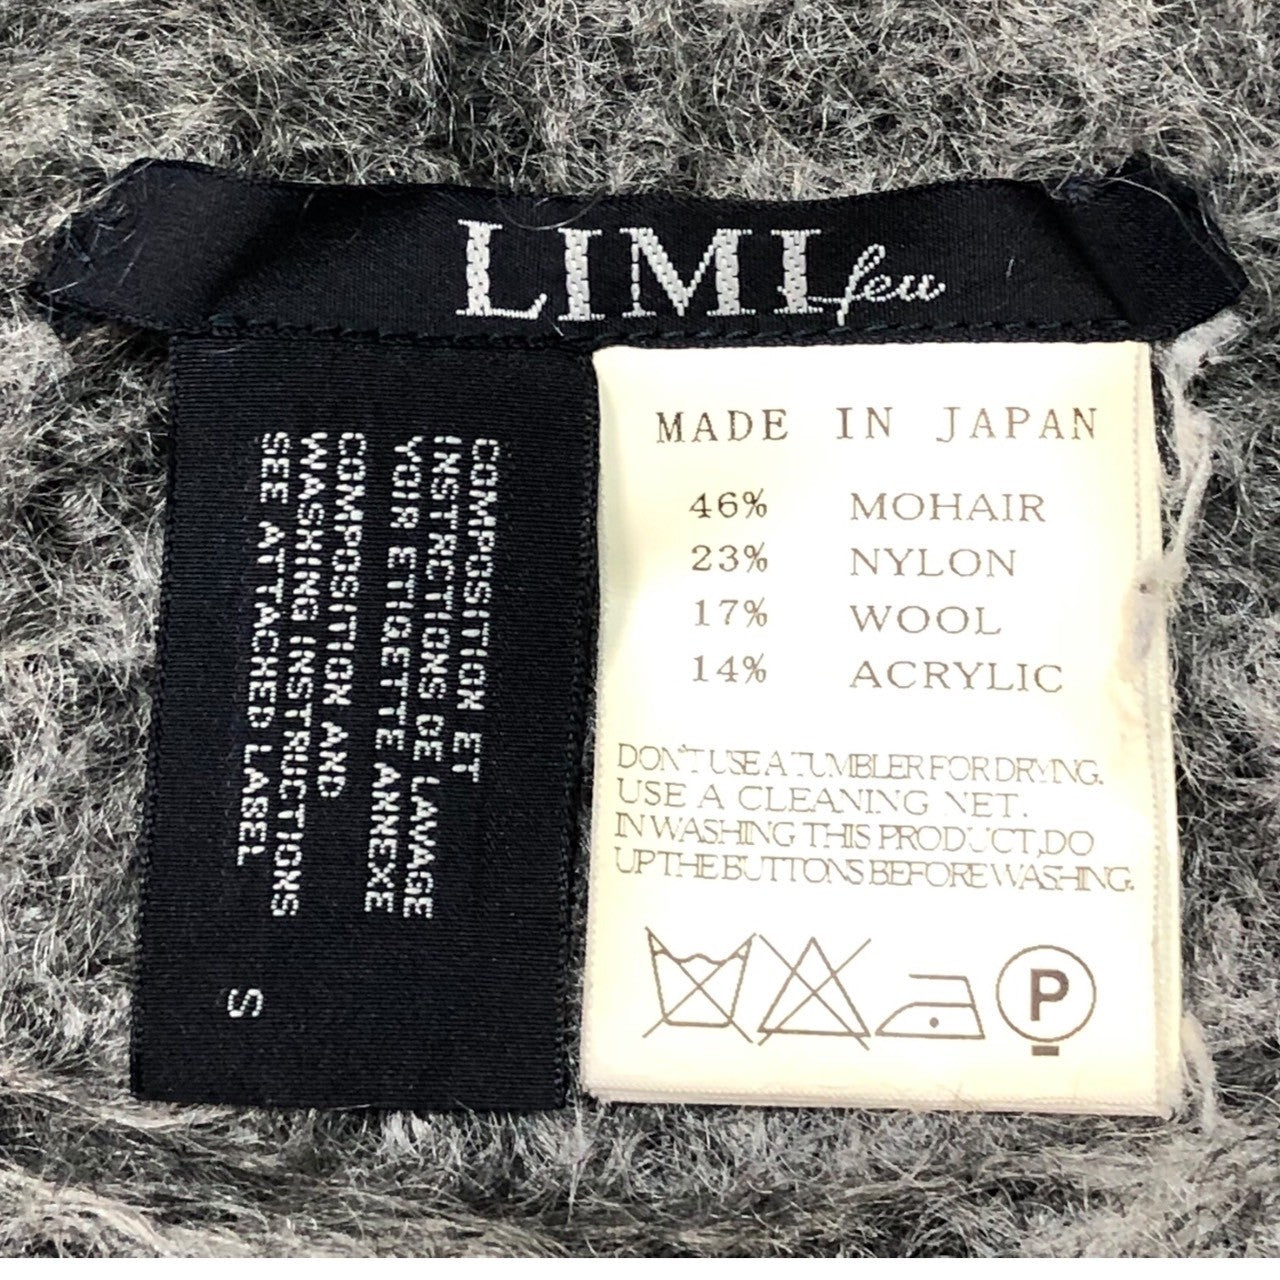 LIMI feu
COMPOSITION ET
INSTRCTIONS DE LAVAGE
VOIR ETIGETTE ANNEXE
COMPOSITION AND
WASHING INSTRUCTIONS
SEE ATTACHED LABEL
S
MADE IN JAPAN
46% MOHAIR
23% NYLON
17% WOOL
14% ACRYLIC
DON'T USE A TUMBLER FOR DRYING.
USE A CLEANING NET.
IN WASHING THIS PRODUCT,DO
UP THE BUTTONS BEFORE WASHING.
P